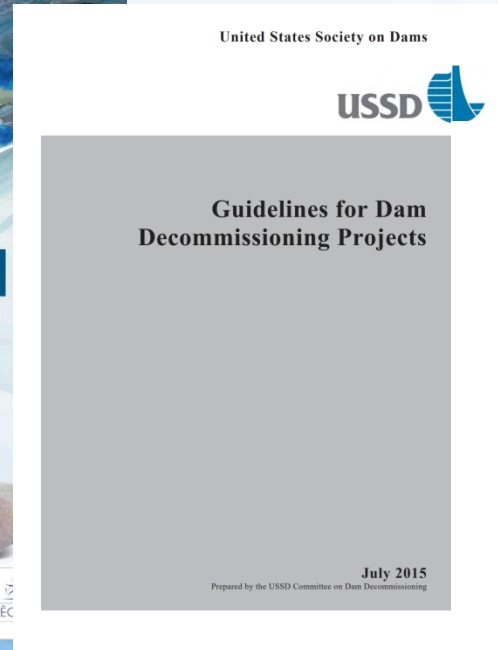 United States Society on Dams
USSD
Guidelines for Dam
Decommissioning Projects
July 2015
Prepared by the USSD Committee on Dam Decommissioning